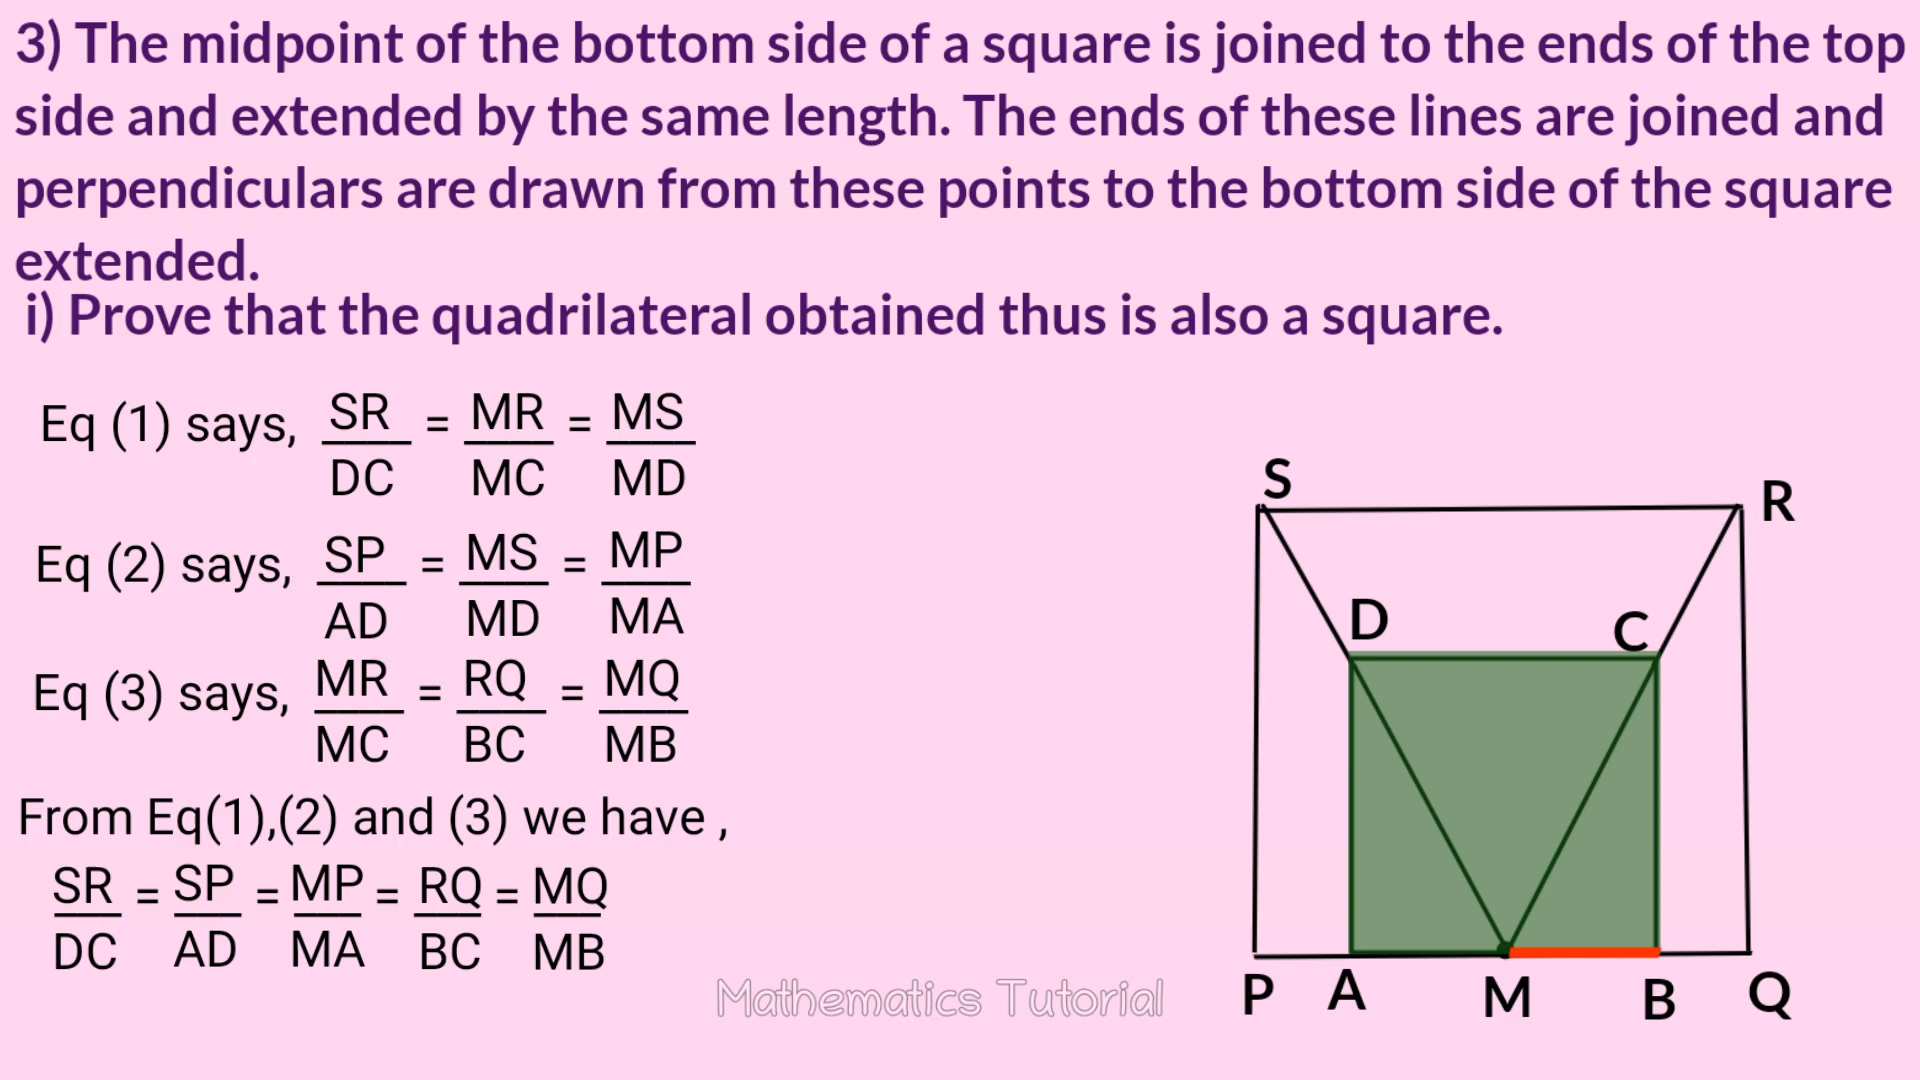 3) The midpoint of the bottom side of a square is joined to the ends of the top
side and extended by the same length. The ends of these lines are joined and
perpendiculars are drawn from these points to the bottom side of the square
extended.
i) Prove that the quadrilateral obtained thus is also a square.
Eq (1) says, SR/DC = MR/MC = MS/MD
Eq (2) says, SP/AD = MS/MD = MP/MA
Eq (3) says, MR/MC = RQ/BC = MQ/MB
From Eq(1),(2) and (3) we have ,
SR/DC = SP/AD = MP/MA = RQ/BC = MQ/MB
S
R
D
C
P
A
M
B
Q
Mathematics Tutorial